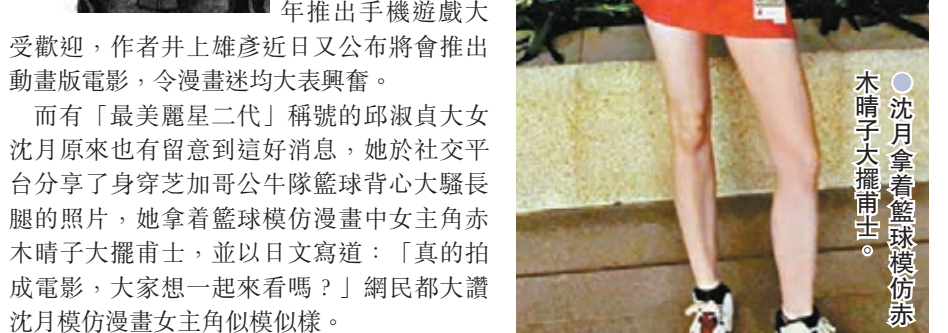 年推出手機遊戲大
受歡迎，作者井上雄彥近日又公布將會推出
動畫版電影，令漫畫迷均大表興奮。
而有「最美麗星二代」稱號的邱淑貞大女
沈月原來也有留意到這好消息，她於社交平
台分享了身穿芝加哥公牛隊籃球背心大騷長
腿的照片，她拿着籃球模仿漫畫中女主角赤
木晴子大擺甫士，並以日文寫道：「真的拍
成電影，大家想一起來看嗎？」網民都大讚
沈月模仿漫畫女主角似模似樣。
●沈月拿着籃球模仿赤
木晴子大擺甫士。